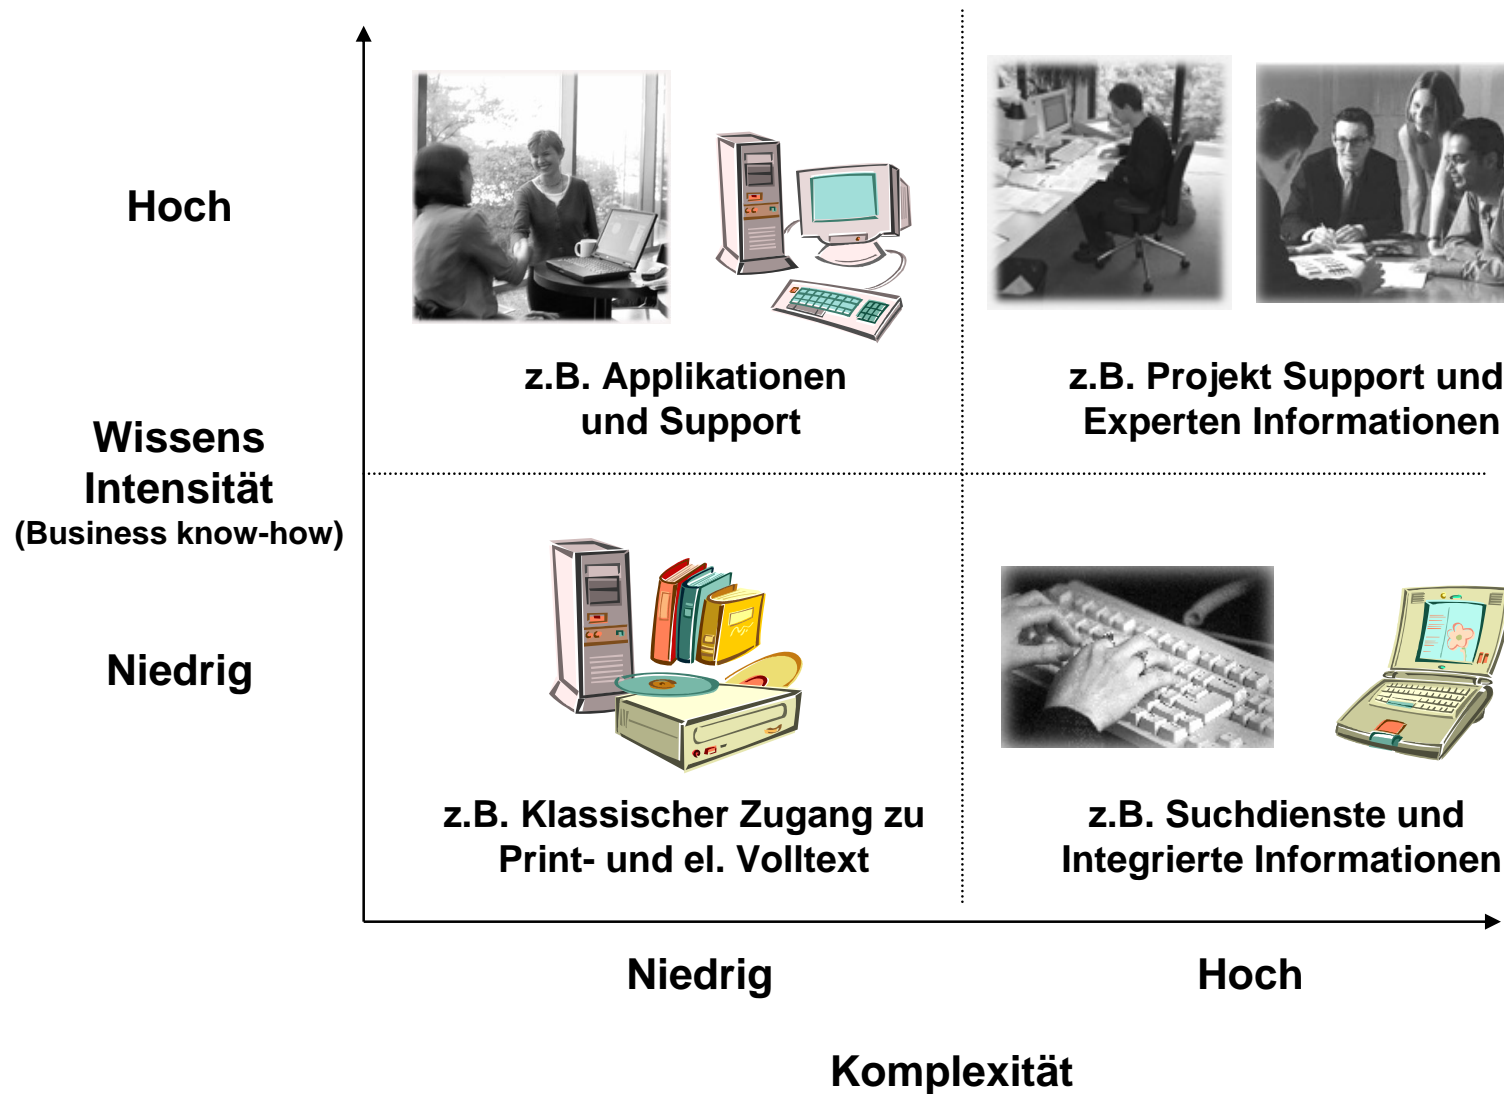 Hoch
z.B. Applikationen
und Support
z.B. Projekt Support und
Experten Informationen
Wissens
Intensität
(Business know-how)
Niedrig
z.B. Klassischer Zugang zu
Print- und el. Volltext
z.B. Suchdienste und
Integrierte Informationen
Niedrig
Hoch
Komplexität